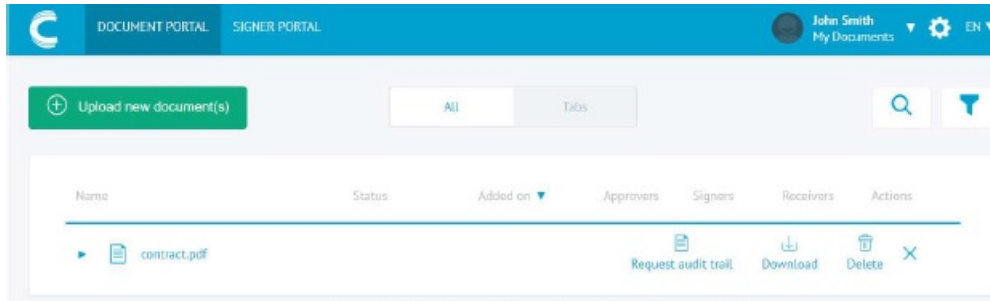 DOCUMENT PORTAL SIGNER PORTAL John Smith EN
My Documents
Upload new document(s) All Tabs
Name Status Added on Approvers Signers Receivers Actions
contract.pdf
Request audit trail Download Delete